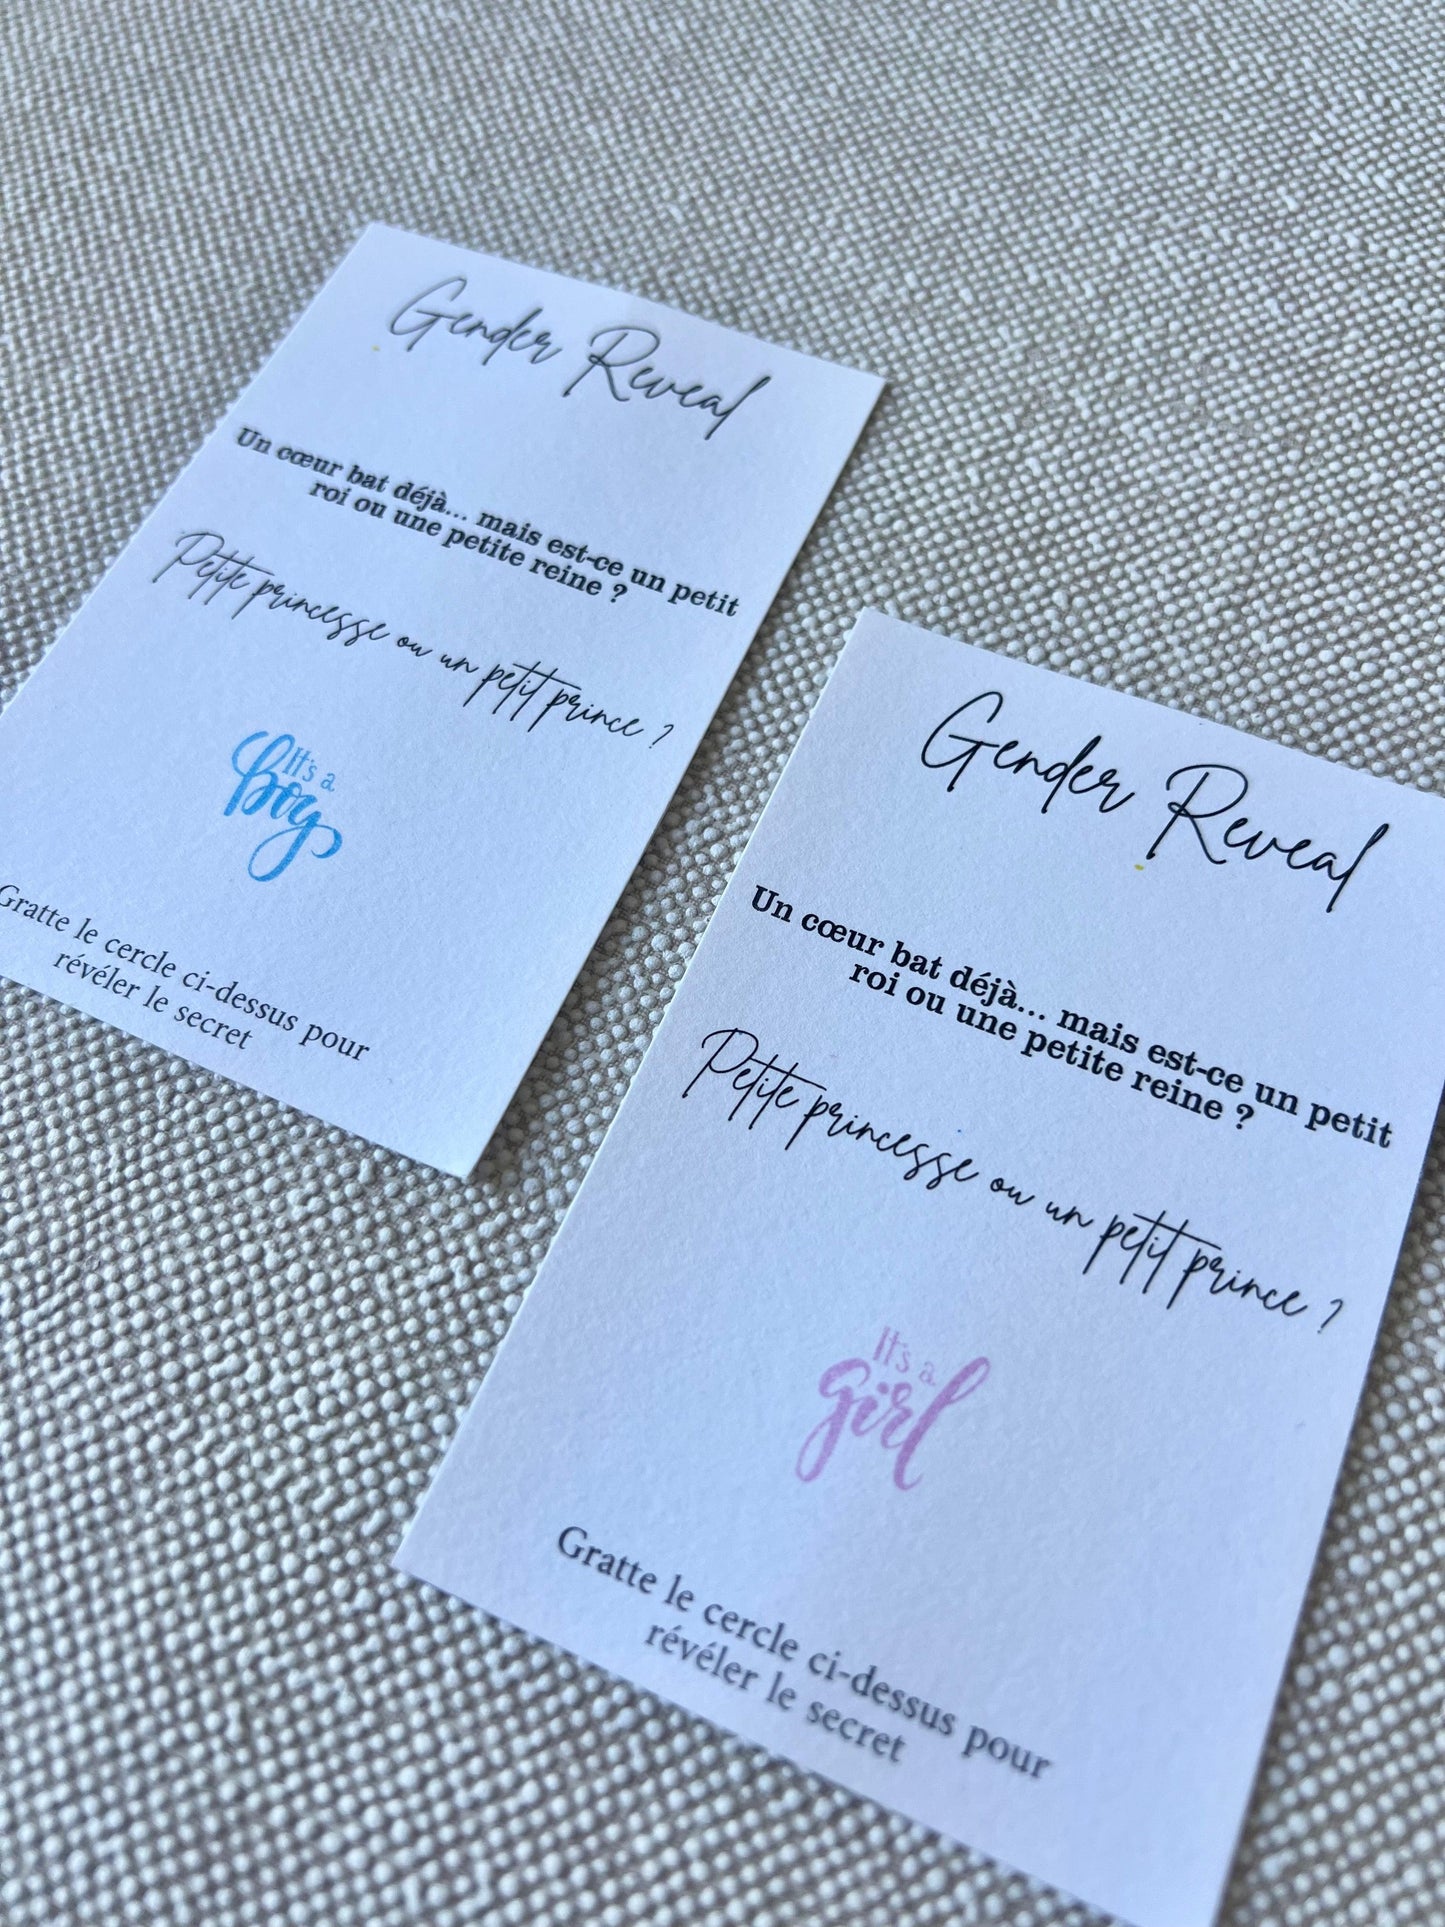 Gender Reveal
Un cœur bat déjà... mais est-ce un petit
roi ou une petite reine ?
Petite princesse ou un petit prince ?
It's a
boy
Gratte le cercle ci-dessus pour
révéler le secret
Gender Reveal
Un cœur bat déjà... mais est-ce un petit
roi ou une petite reine ?
Petite princesse ou un petit prince ?
It's a
girl
Gratte le cercle ci-dessus pour
révéler le secret